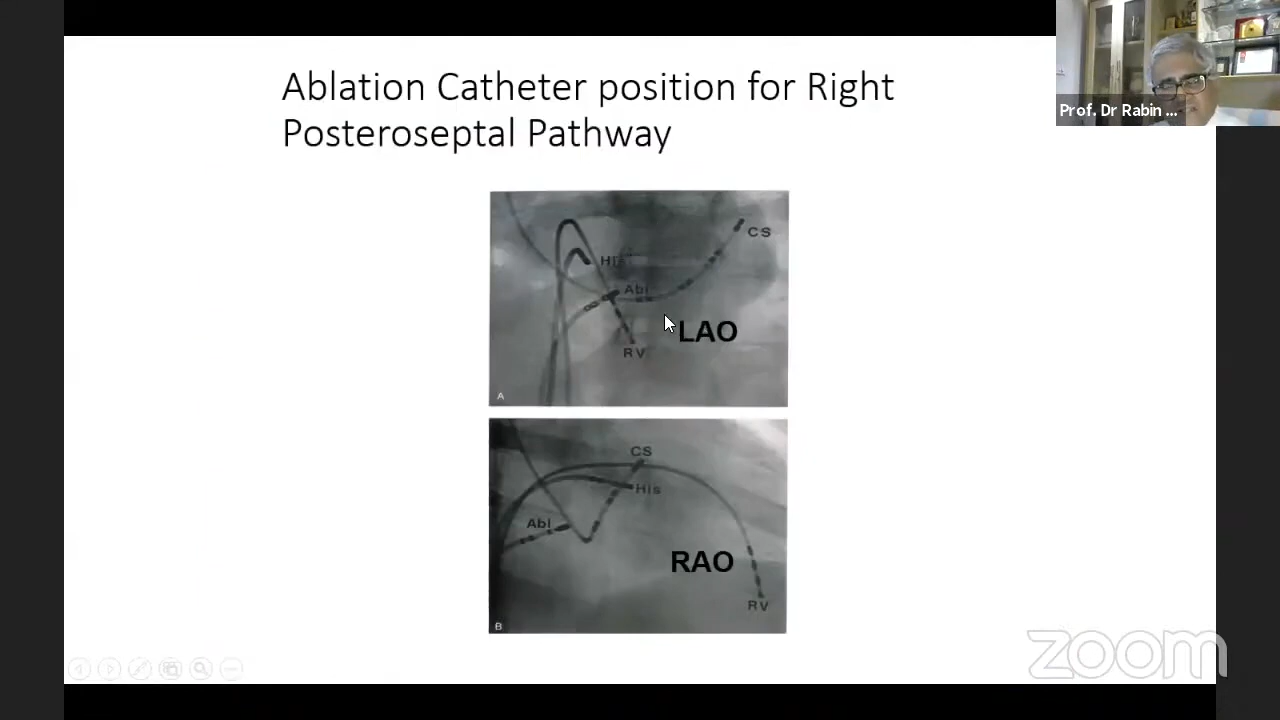 Ablation Catheter position for Right
Posteroseptal Pathway
Prof. Dr Rabin ...
CS
His
Abl
LAO
RV
A
CS
His
Abl
RAO
RV
B
zoom